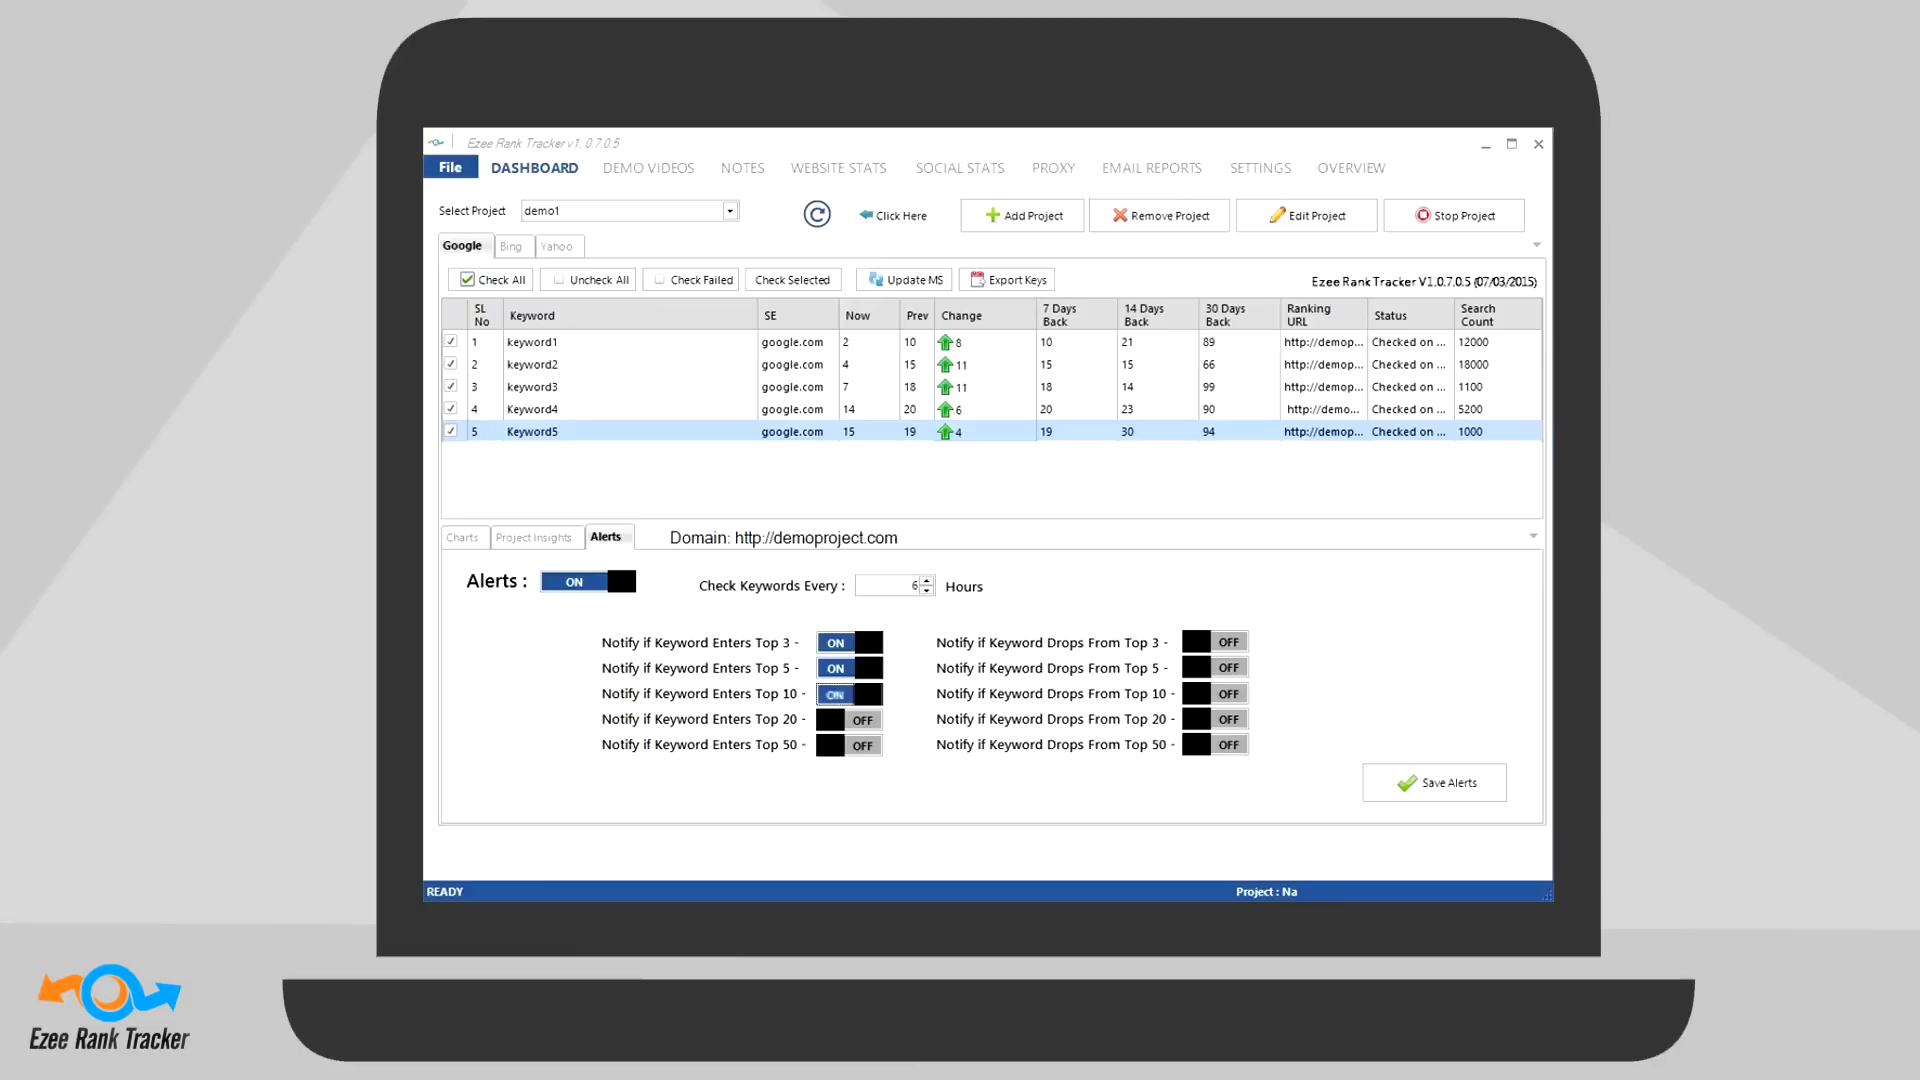 Ezee Rank Tracker v1. 0.7.0.5
File DASHBOARD DEMO VIDEOS NOTES WEBSITE STATS SOCIAL STATS PROXY EMAIL REPORTS SETTINGS OVERVIEW
Select Project demo1 Click Here Add Project Remove Project Edit Project Stop Project
Google Bing Yahoo
Check All Uncheck All Check Failed Check Selected Update MS Export Keys Ezee Rank Tracker V1.0.7.0.5 (07/03/2015)
SL No Keyword SE Now Prev Change 7 Days Back 14 Days Back 30 Days Back Ranking URL Status Search Count
1 keyword1 google.com 2 10 8 10 21 89 http://demop... Checked on ... 12000
2 keyword2 google.com 4 15 11 15 15 66 http://demop... Checked on ... 18000
3 keyword3 google.com 7 18 11 18 14 99 http://demop... Checked on ... 1100
4 Keyword4 google.com 14 20 6 20 23 90 http://demo... Checked on ... 5200
5 Keyword5 google.com 15 19 4 19 30 94 http://demop... Checked on ... 1000
Charts Project Insights Alerts Domain: http://demoproject.com
Alerts : ON Check Keywords Every : 6 Hours
Notify if Keyword Enters Top 3 - ON Notify if Keyword Drops From Top 3 - OFF
Notify if Keyword Enters Top 5 - ON Notify if Keyword Drops From Top 5 - OFF
Notify if Keyword Enters Top 10 - ON Notify if Keyword Drops From Top 10 - OFF
Notify if Keyword Enters Top 20 - OFF Notify if Keyword Drops From Top 20 - OFF
Notify if Keyword Enters Top 50 - OFF Notify if Keyword Drops From Top 50 - OFF
Save Alerts
READY Project : Na
Ezee Rank Tracker